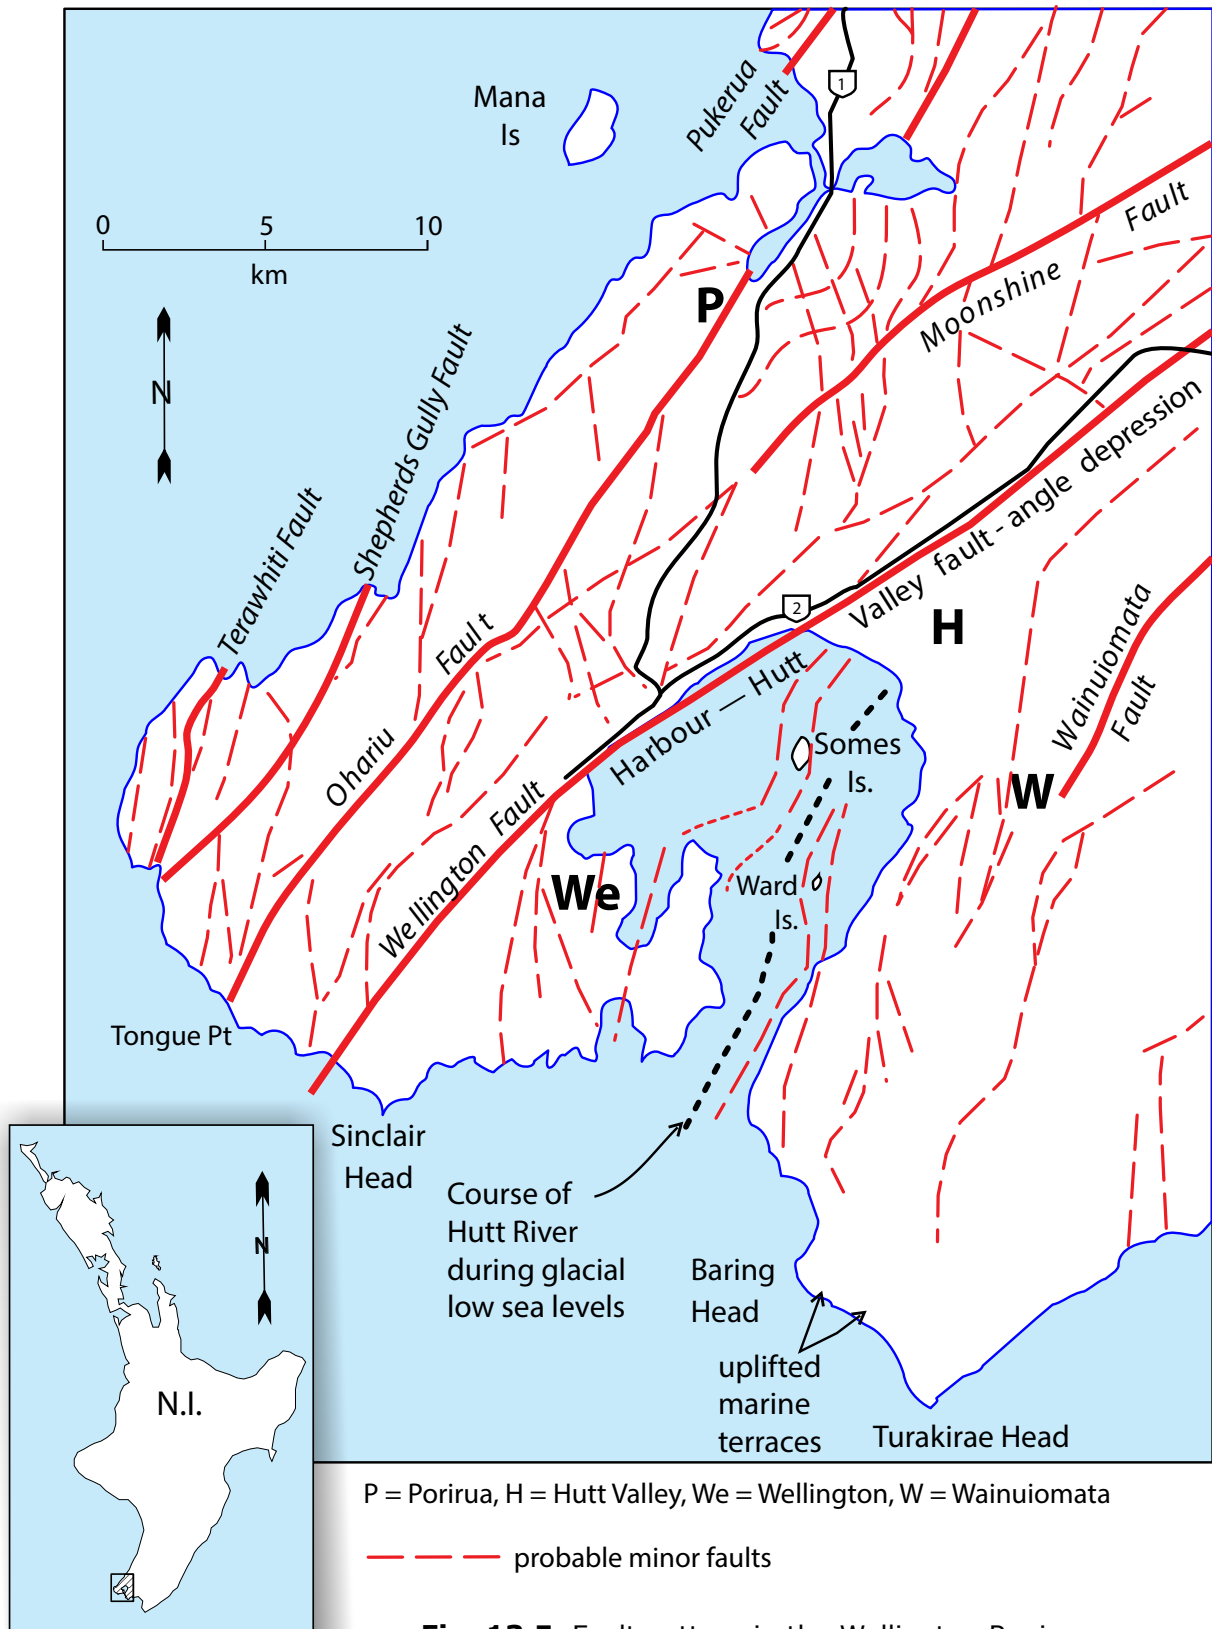 Mana
Is
Pukerua
Fault
1
0 5 10
km
N
P
Fault
Moonshine
Shepherds Gully Fault
Terawhiti Fault
Ohariu Fault
Wellington Fault
Harbour — Hutt Valley fault - angle depression
2
H
Wainuiomata
Fault
W
Somes
Is.
Ward
Is.
We
Tongue Pt
Sinclair
Head
Course of
Hutt River
during glacial
low sea levels
Baring
Head
uplifted
marine
terraces
Turakirae Head
N
N.I.
P = Porirua, H = Hutt Valley, We = Wellington, W = Wainuiomata
probable minor faults